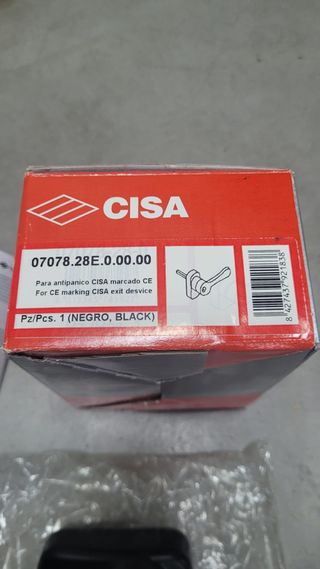 CISA
07078.28E.0.00.00
Para antipanico CISA marcado CE
For CE marking CISA exit desvice
Pz/Pcs. 1 (NEGRO, BLACK)
8 427437 921838